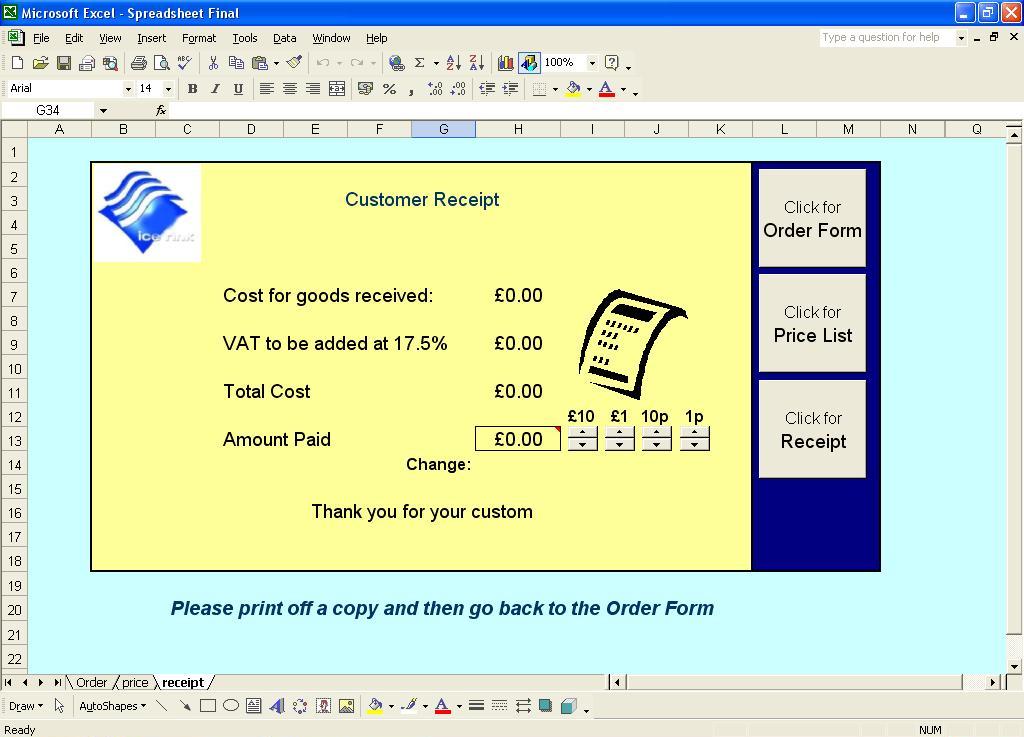 Microsoft Excel - Spreadsheet Final
File Edit View Insert Format Tools Data Window Help Type a question for help
100%
Arial 14 B I U % ,
G34 fx
A B C D E F G H I J K L M N Q
1
2
3
4
5
6
7
8
9
10
11
12
13
14
15
16
17
18
19
20
21
22
ice rink
Customer Receipt
Cost for goods received: £0.00
VAT to be added at 17.5% £0.00
Total Cost £0.00
£10 £1 10p 1p
Amount Paid £0.00
Change:
Thank you for your custom
Click for
Order Form
Click for
Price List
Click for
Receipt
Please print off a copy and then go back to the Order Form
Order price receipt
Draw AutoShapes
Ready NUM